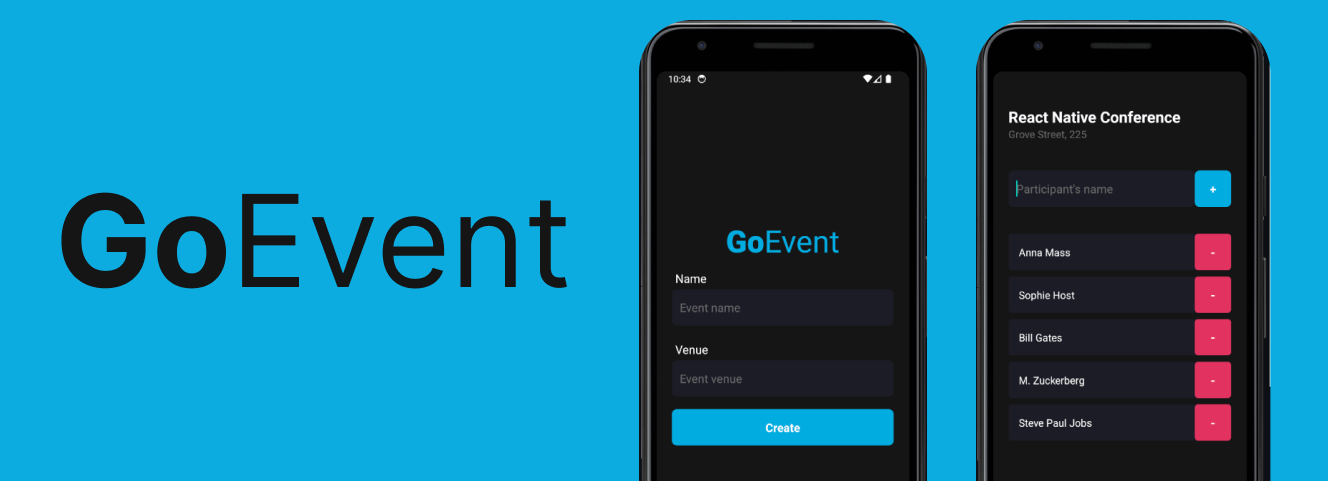 GoEvent
10:34
GoEvent
Name
Event name
Venue
Event venue
Create
React Native Conference
Grove Street, 225
Participant's name
+
Anna Mass
-
Sophie Host
-
Bill Gates
-
M. Zuckerberg
-
Steve Paul Jobs
-